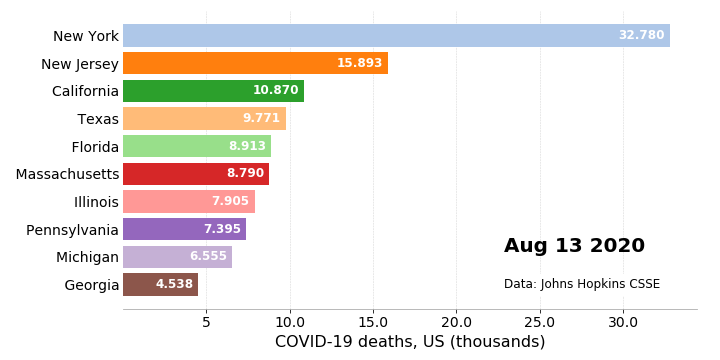 New York 32.780
New Jersey 15.893
California 10.870
Texas 9.771
Florida 8.913
Massachusetts 8.790
Illinois 7.905
Pennsylvania 7.395
Michigan 6.555
Georgia 4.538
Aug 13 2020
Data: Johns Hopkins CSSE
5 10.0 15.0 20.0 25.0 30.0
COVID-19 deaths, US (thousands)